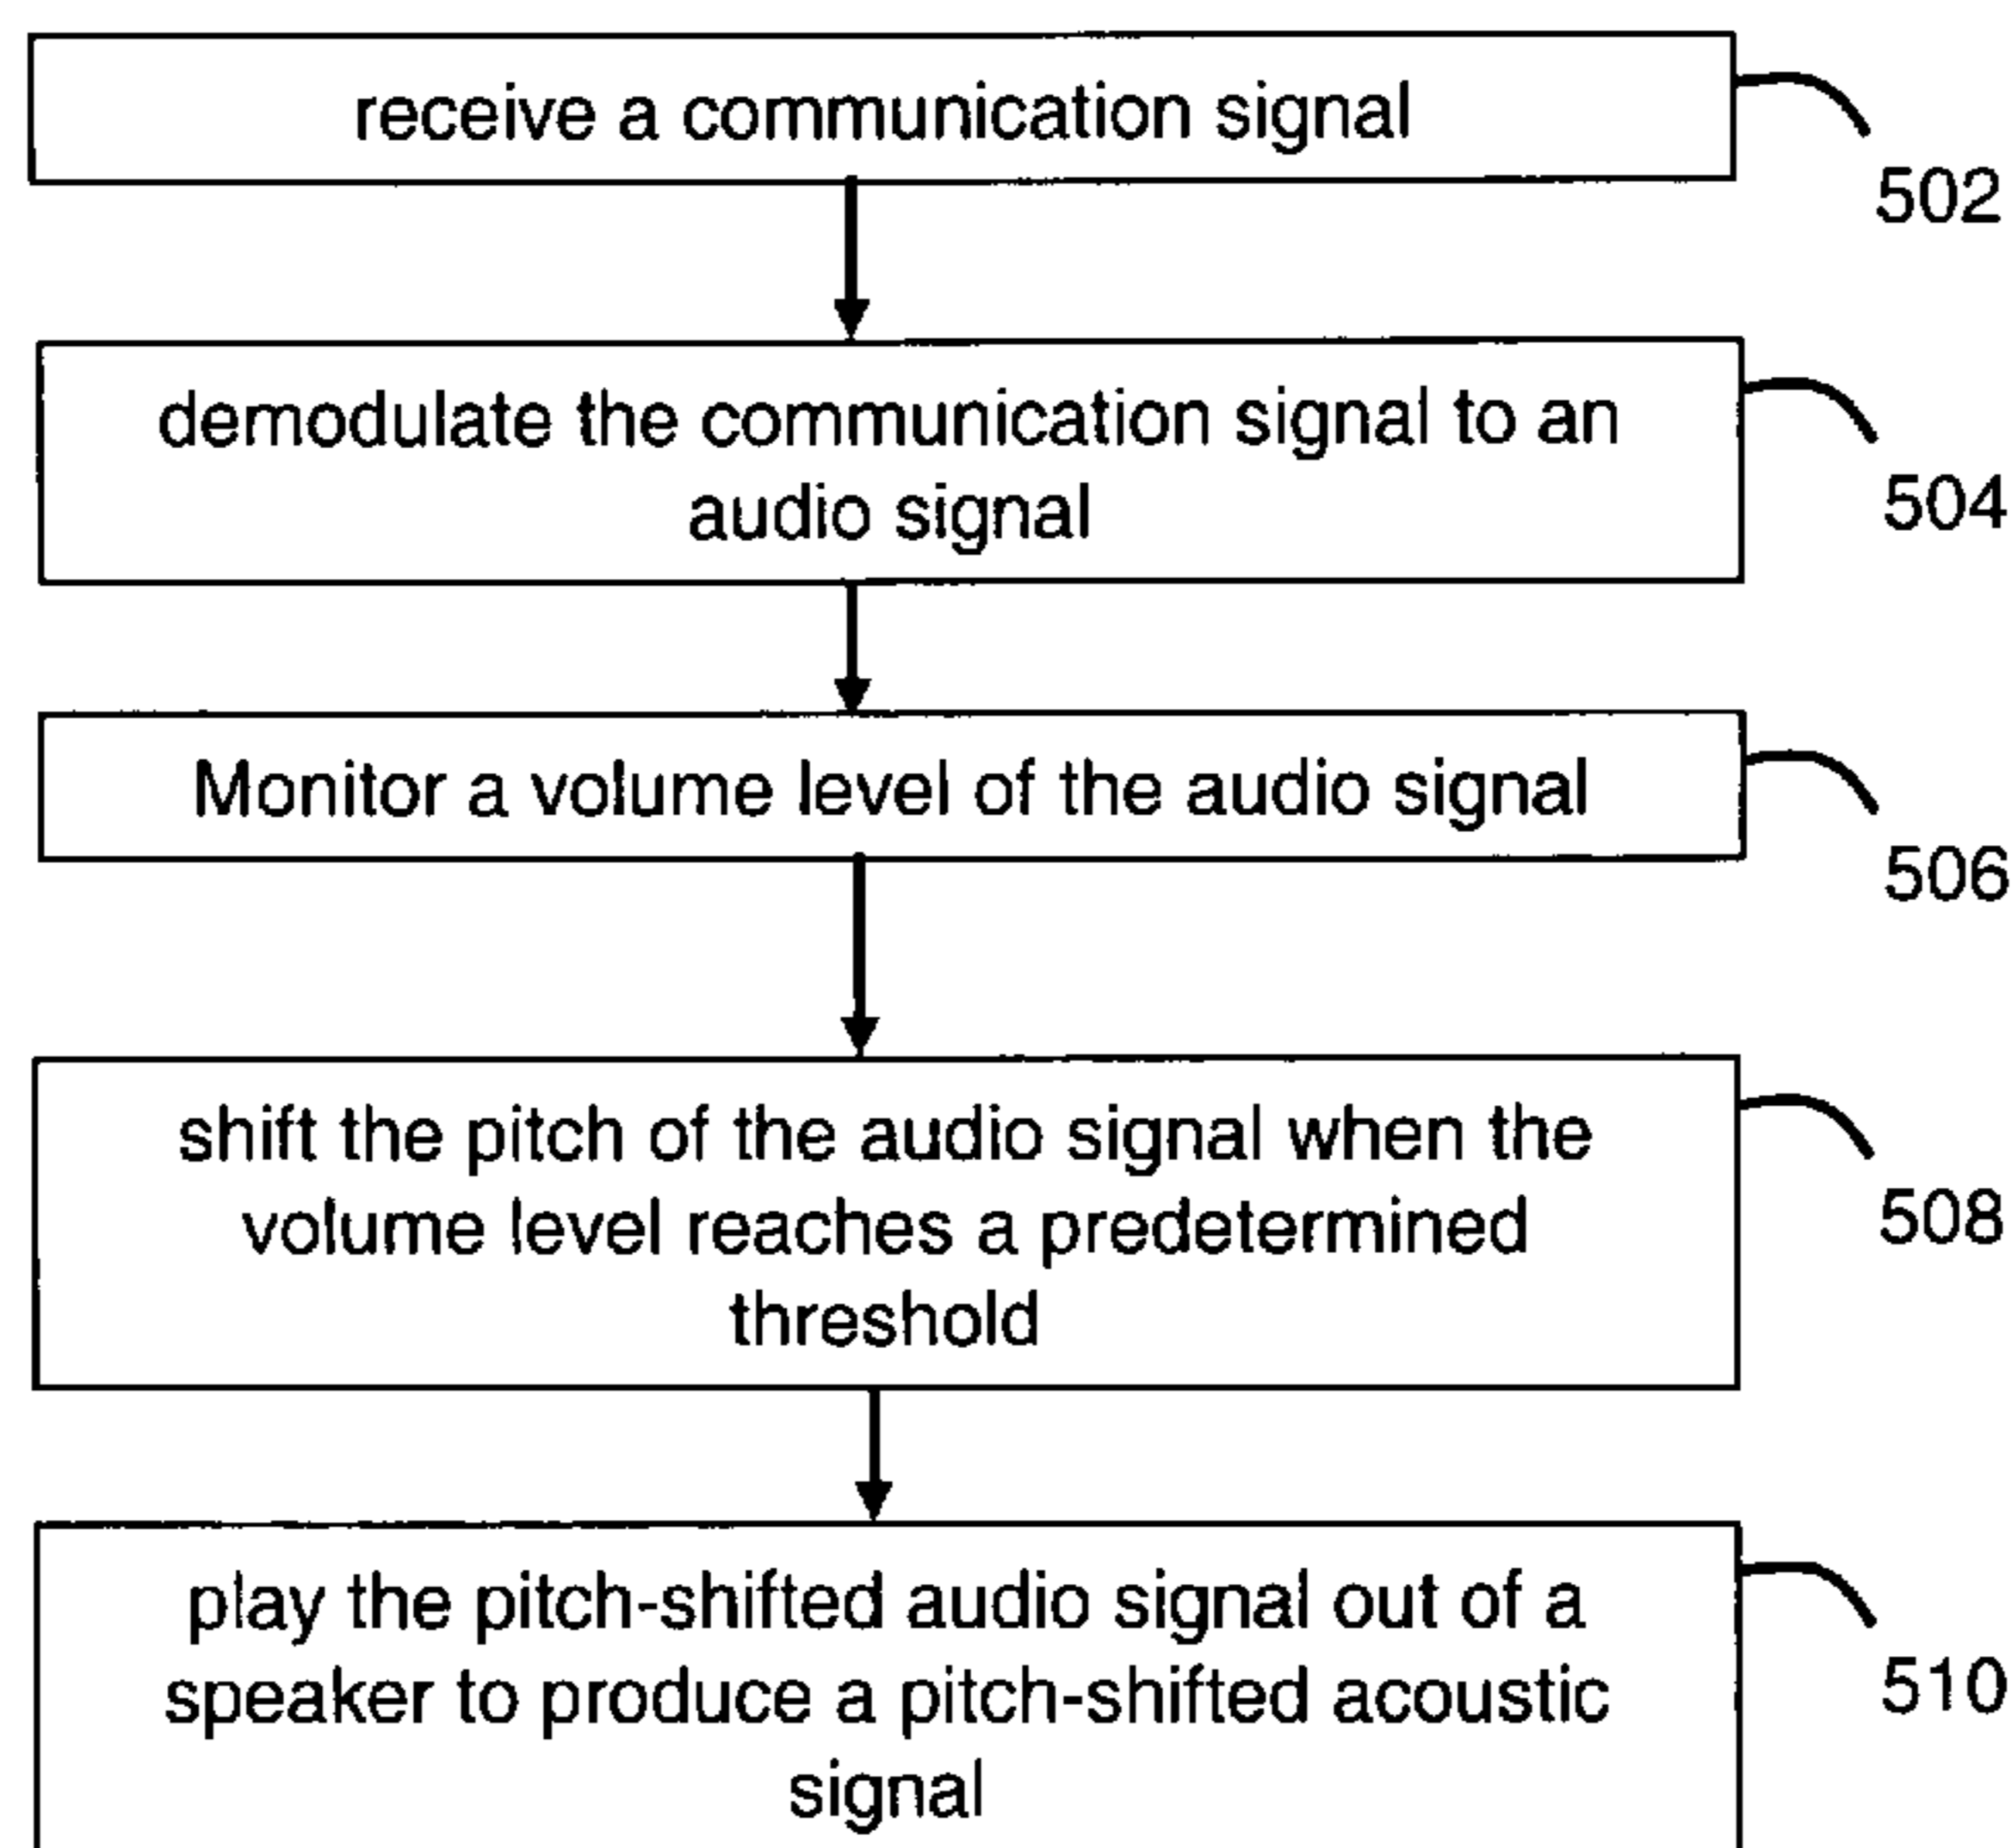 receive a communication signal
502
demodulate the communication signal to an
audio signal
504
Monitor a volume level of the audio signal
506
shift the pitch of the audio signal when the
volume level reaches a predetermined
threshold
508
play the pitch-shifted audio signal out of a
speaker to produce a pitch-shifted acoustic
signal
510